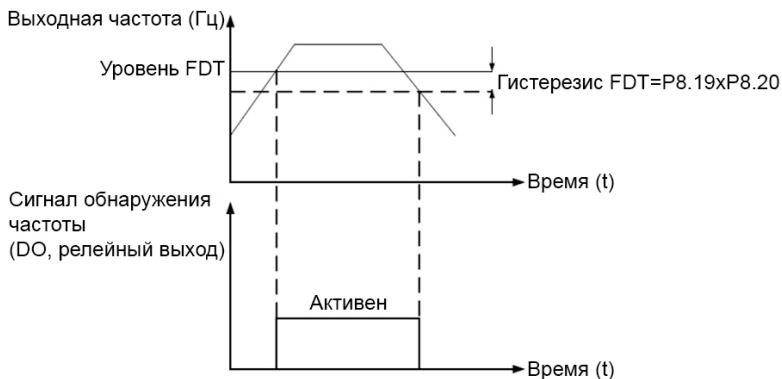 Выходная частота (Гц)
Уровень FDT
Гистерезис FDT=P8.19xP8.20
Время (t)
Сигнал обнаружения
частоты
(DO, релейный выход)
Активен
Время (t)